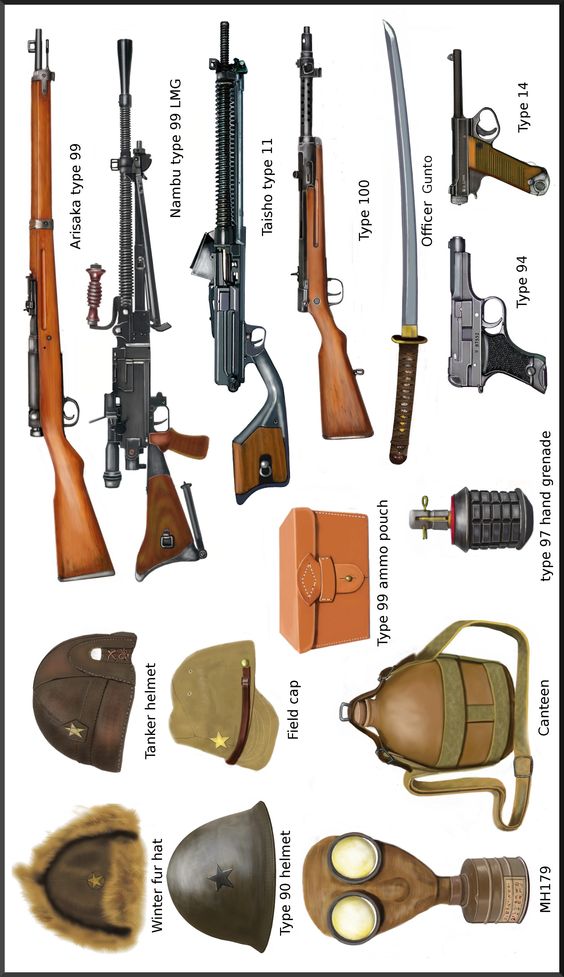 Arisaka type 99
Winter fur hat
Tanker helmet
Nambu type 99 LMG
Type 90 helmet
Field cap
Taisho type 11
Type 99 ammo pouch
Type 100
Officer Gunto
MH179
Canteen
type 97 hand grenade
Type 94
Type 14